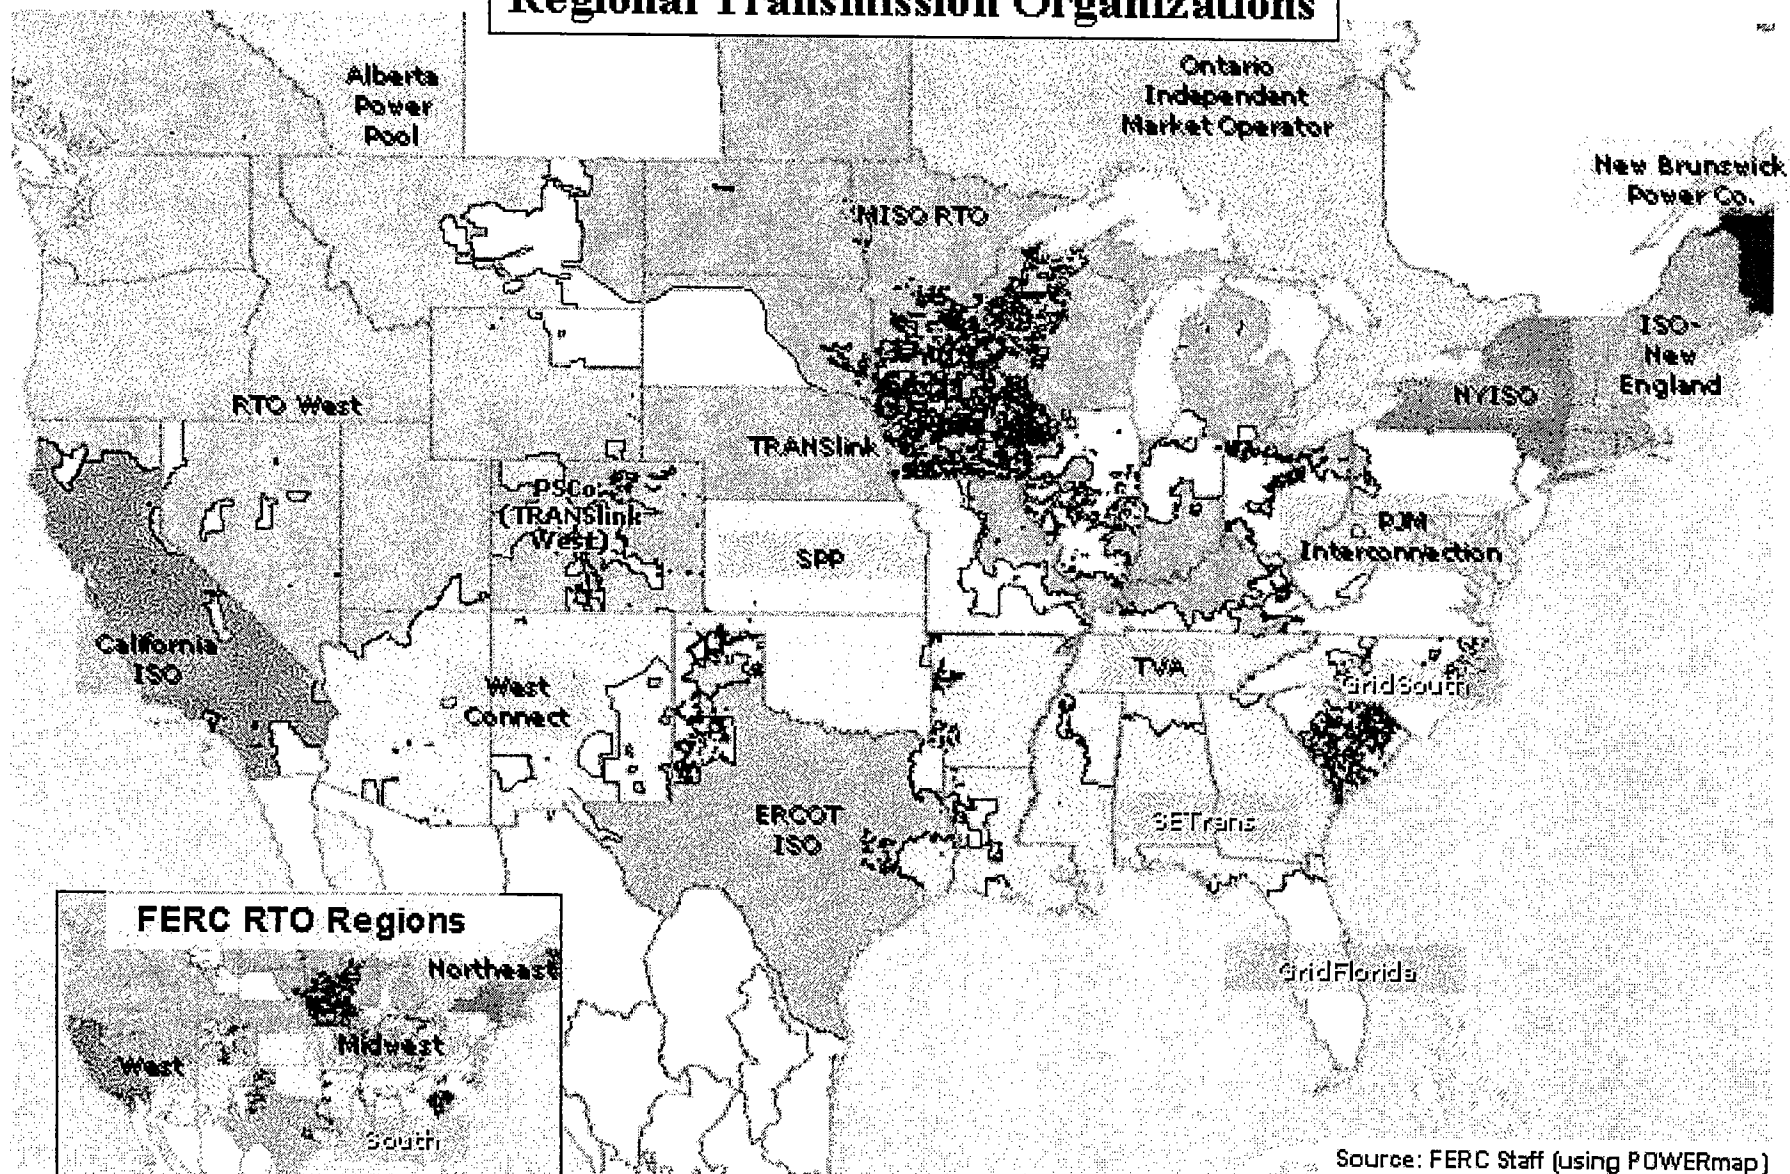 Regional Transmission Organizations
Alberta
Power
Pool
Ontario
Independent
Market Operator
New Brunswick
Power Co.
MISO RTO
ISO-
New
England
NYISO
RTO West
TRANSlink
PSCo
(TRANSlink
West)
SPP
PJM
Interconnection
California
ISO
West
Connect
TVA
GridSouth
ERCOT
ISO
SETrans
GridFlorida
FERC RTO Regions
Northeast
Midwest
West
South
Source: FERC Staff (using POWERmap)